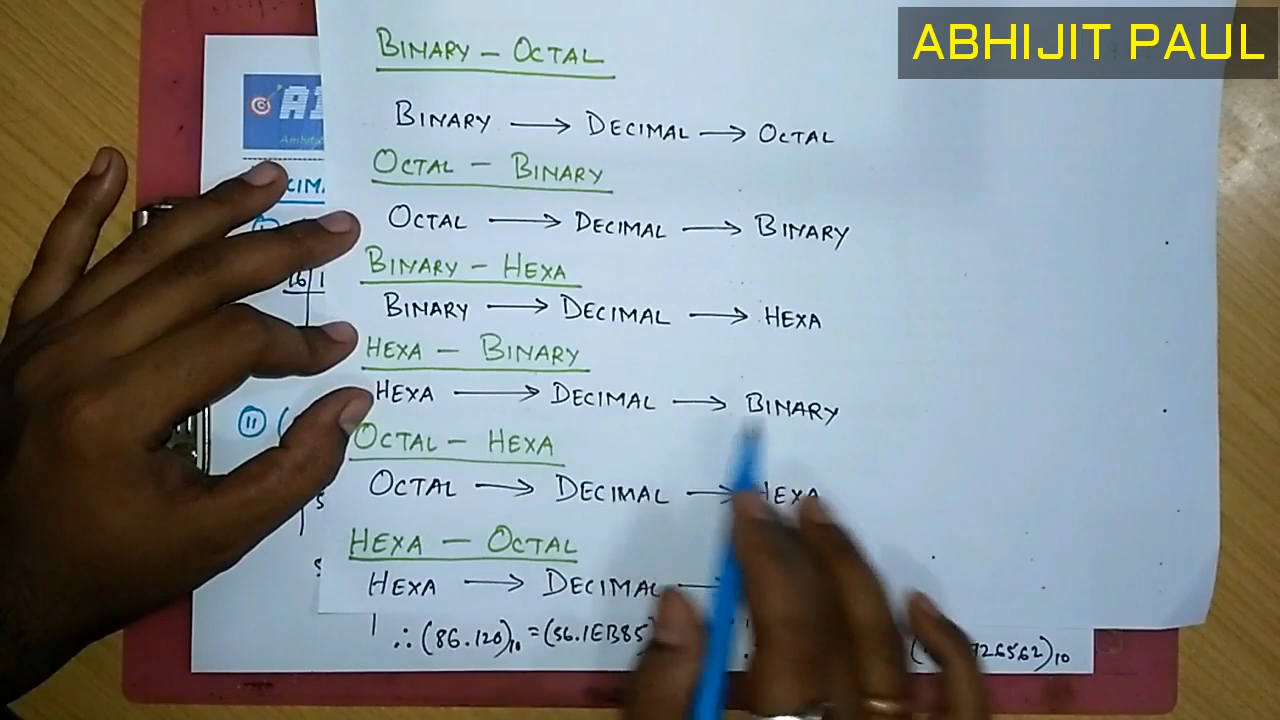 ABHIJIT PAUL
BINARY - OCTAL
BINARY → DECIMAL → OCTAL
OCTAL - BINARY
OCTAL → DECIMAL → BINARY
BINARY - HEXA
BINARY → DECIMAL → HEXA
HEXA - BINARY
HEXA → DECIMAL → BINARY
OCTAL - HEXA
OCTAL → DECIMAL → HEXA
HEXA - OCTAL
HEXA → DECIMAL →
∴ (86.120)10 = (56.1EB85)